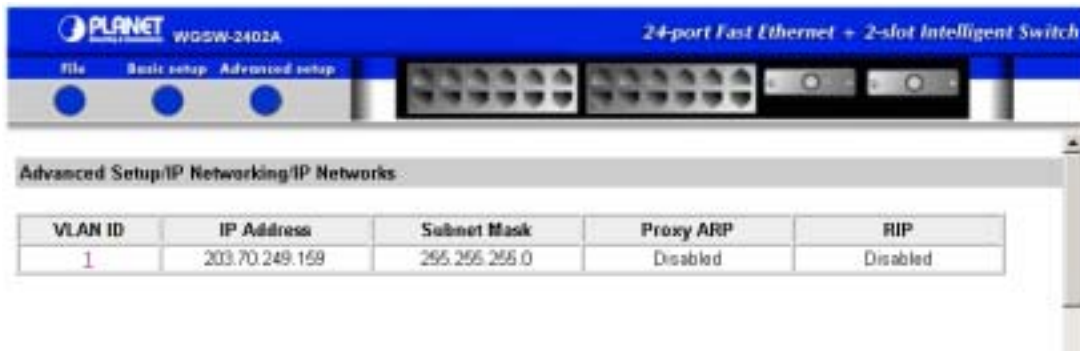 PLANET WGSW-2402A
24-port Fast Ethernet + 2-slot Intelligent Switch
File Basic setup Advanced setup
Advanced Setup/IP Networking/IP Networks
VLAN ID IP Address Subnet Mask Proxy ARP RIP
1 203.70.249.159 255.255.255.0 Disabled Disabled